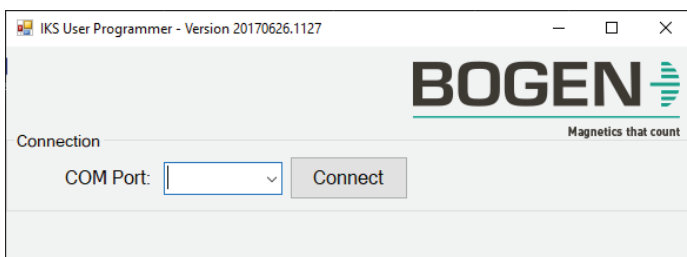 IKS User Programmer - Version 20170626.1127
BOGEN
Magnetics that count
Connection
COM Port:
Connect